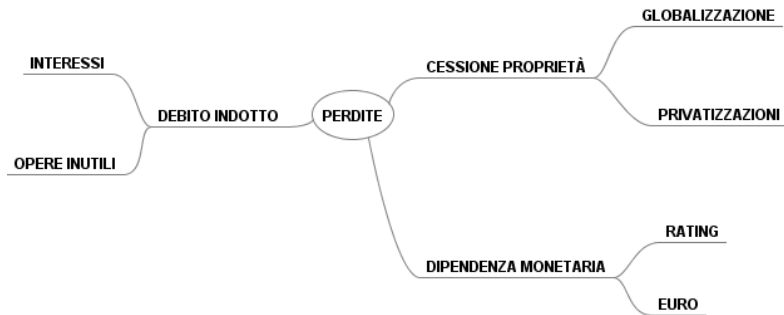 GLOBALIZZAZIONE
INTERESSI
CESSIONE PROPRIETÀ
DEBITO INDOTTO
PERDITE
PRIVATIZZAZIONI
OPERE INUTILI
RATING
DIPENDENZA MONETARIA
EURO